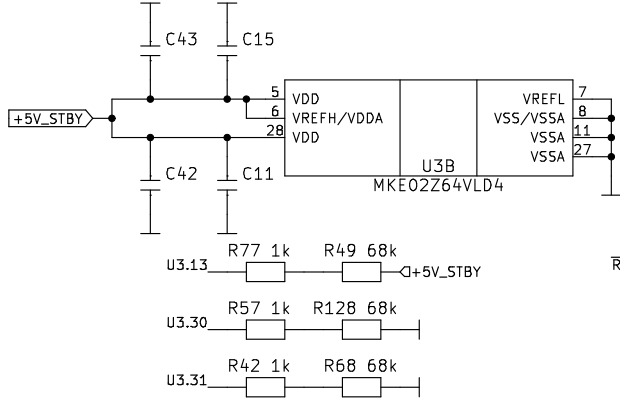 C43 C15
5 VDD VREFL 7
+5V_STBY 6 VREFH/VDDA VSS/VSSA 8
28 VDD VSSA 11
VSSA 27
C42 C11 U3B
MKE02Z64VLD4
R77 1k R49 68k
U3.13 +5V_STBY
R
R57 1k R128 68k
U3.30
R42 1k R68 68k
U3.31